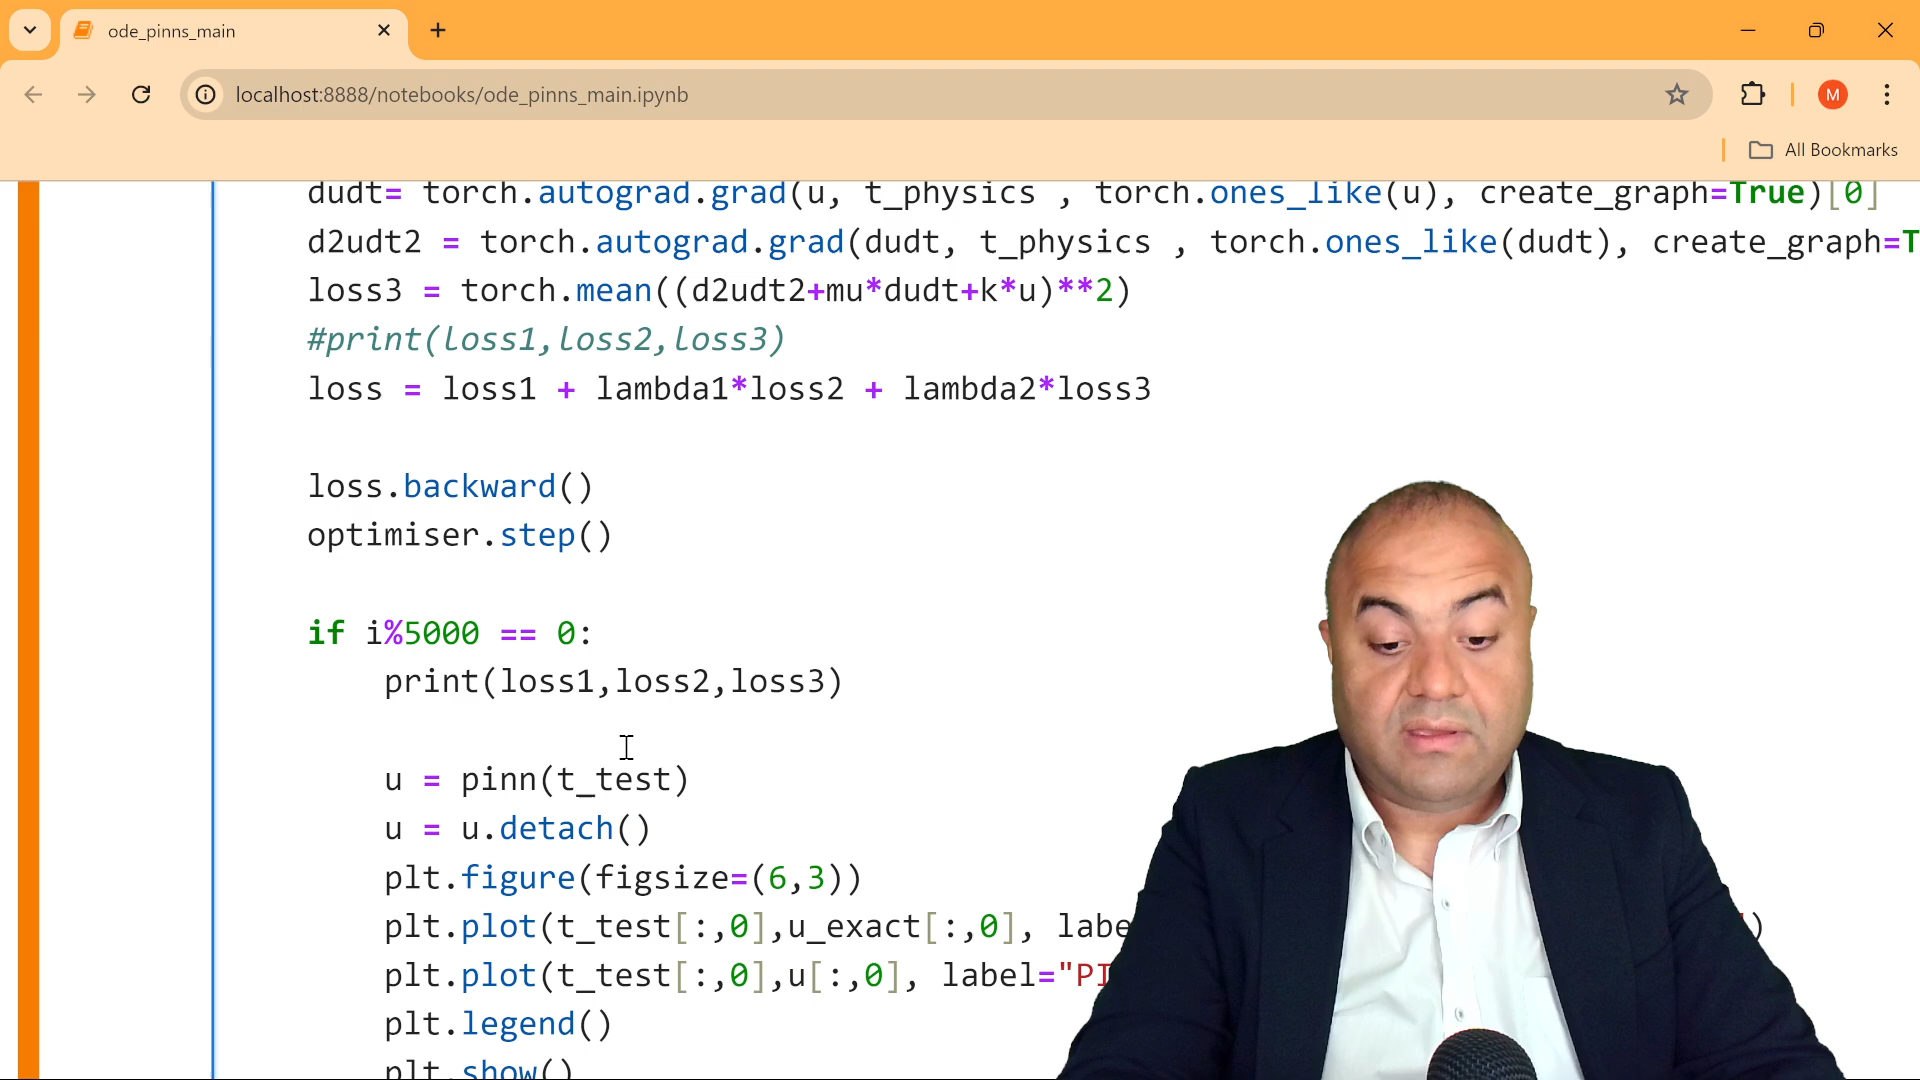 ode_pinns_main
localhost:8888/notebooks/ode_pinns_main.ipynb
M
All Bookmarks
dudt= torch.autograd.grad(u, t_physics , torch.ones_like(u), create_graph=True)[0]
d2udt2 = torch.autograd.grad(dudt, t_physics , torch.ones_like(dudt), create_graph=T
loss3 = torch.mean((d2udt2+mu*dudt+k*u)**2)
#print(loss1,loss2,loss3)
loss = loss1 + lambda1*loss2 + lambda2*loss3
loss.backward()
optimiser.step()
if i%5000 == 0:
print(loss1,loss2,loss3)
u = pinn(t_test)
u = u.detach()
plt.figure(figsize=(6,3))
plt.plot(t_test[:,0],u_exact[:,0], labe )
plt.plot(t_test[:,0],u[:,0], label="PI
plt.legend()
plt.show()